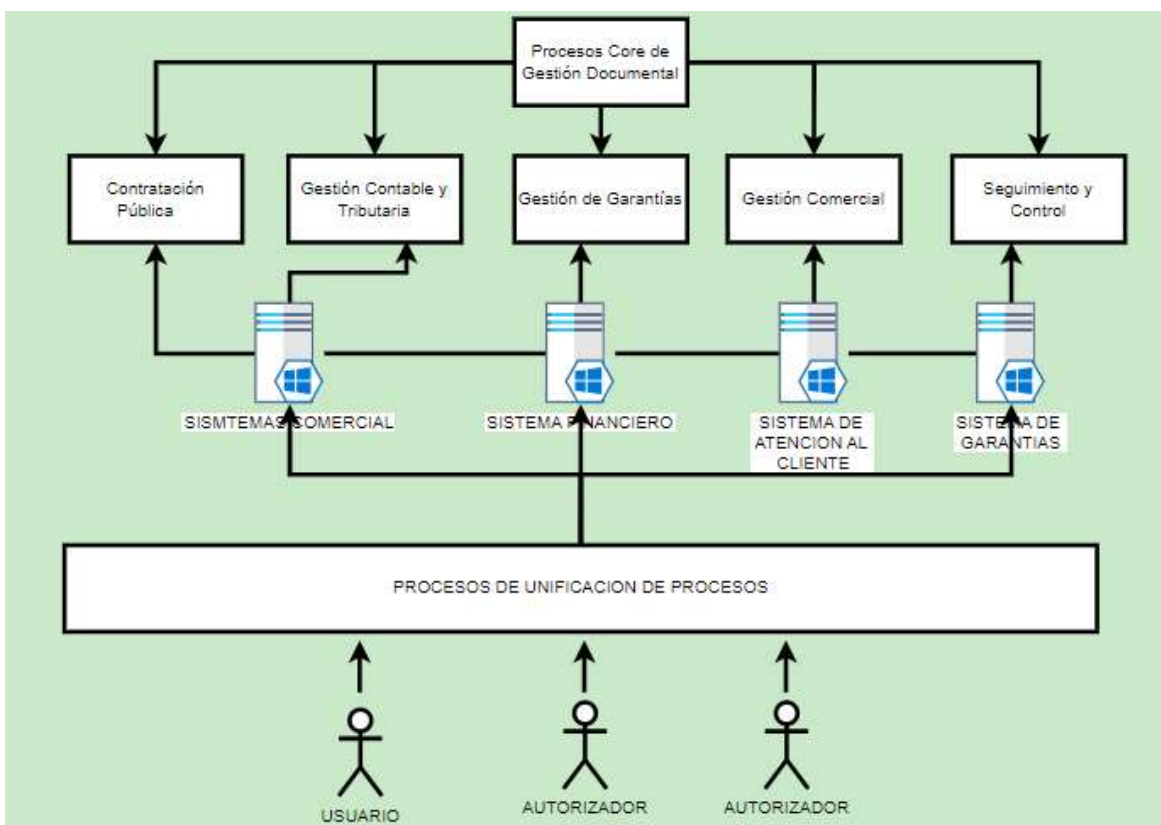 Procesos Core de
Gestión Documental
Contratación
Pública
Gestión Contable y
Tributaria
Gestión de Garantías
Gestión Comercial
Seguimiento y
Control
SISMTEMAS COMERCIAL
SISTEMA FINANCIERO
SISTEMA DE
ATENCION AL
CLIENTE
SISTEMA DE
GARANTIAS
PROCESOS DE UNIFICACION DE PROCESOS
USUARIO
AUTORIZADOR
AUTORIZADOR